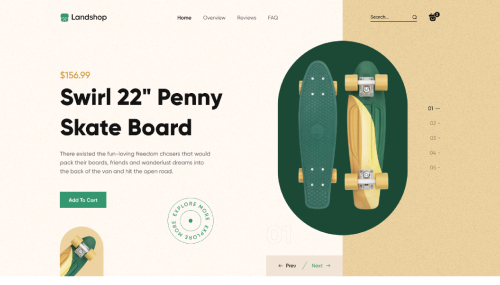 Landshop
Home
Overview
Reviews
FAQ
Search...
$156.99
Swirl 22" Penny
Skate Board
There existed the fun-loving freedom chasers that would
pack their boards, friends and wanderlust dreams into
the back of the van and hit the open road.
Add To Cart
EXPLORE MORE EXPLORE MORE
01
02
03
04
05
← Prev / Next →